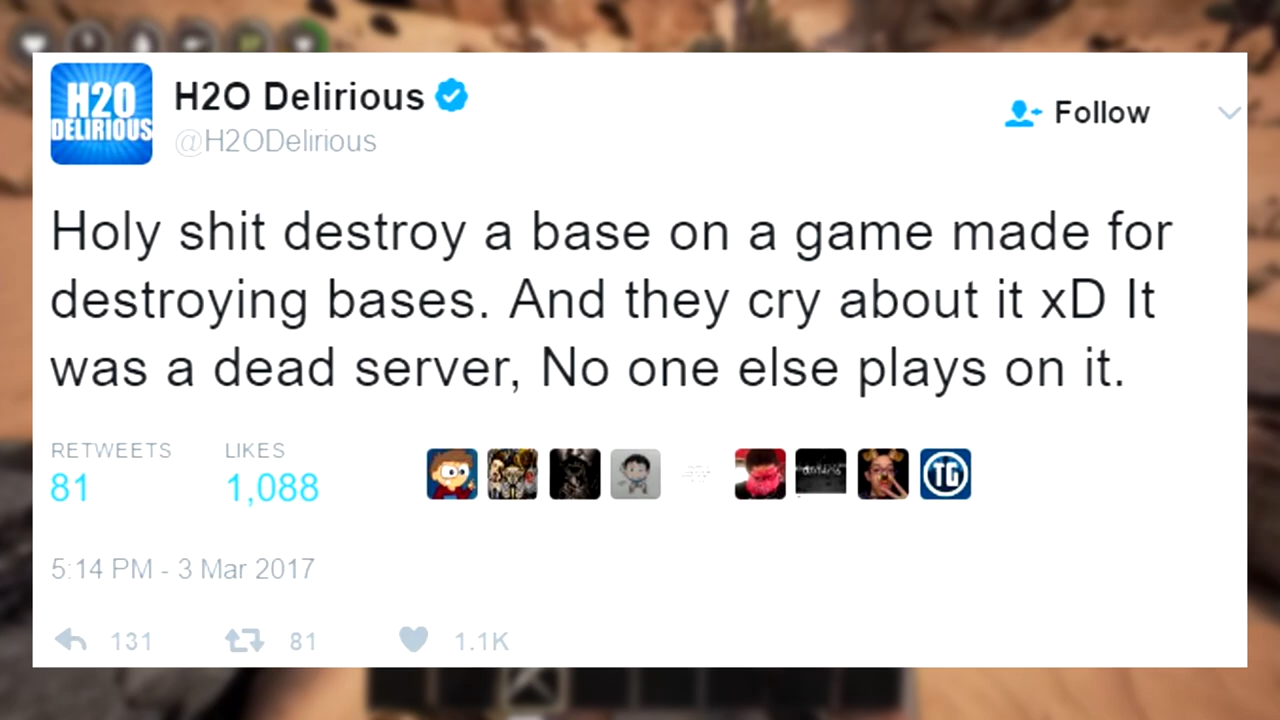 H2O
DELIRIOUS
H2O Delirious
@H2ODelirious
Follow
Holy shit destroy a base on a game made for
destroying bases. And they cry about it xD It
was a dead server, No one else plays on it.
RETWEETS LIKES
81 1,088
TG
5:14 PM - 3 Mar 2017
131 81 1.1K